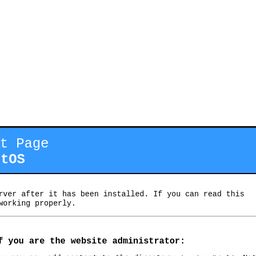 t Page
tOS
rver after it has been installed. If you can read this
working properly.
f you are the website administrator: